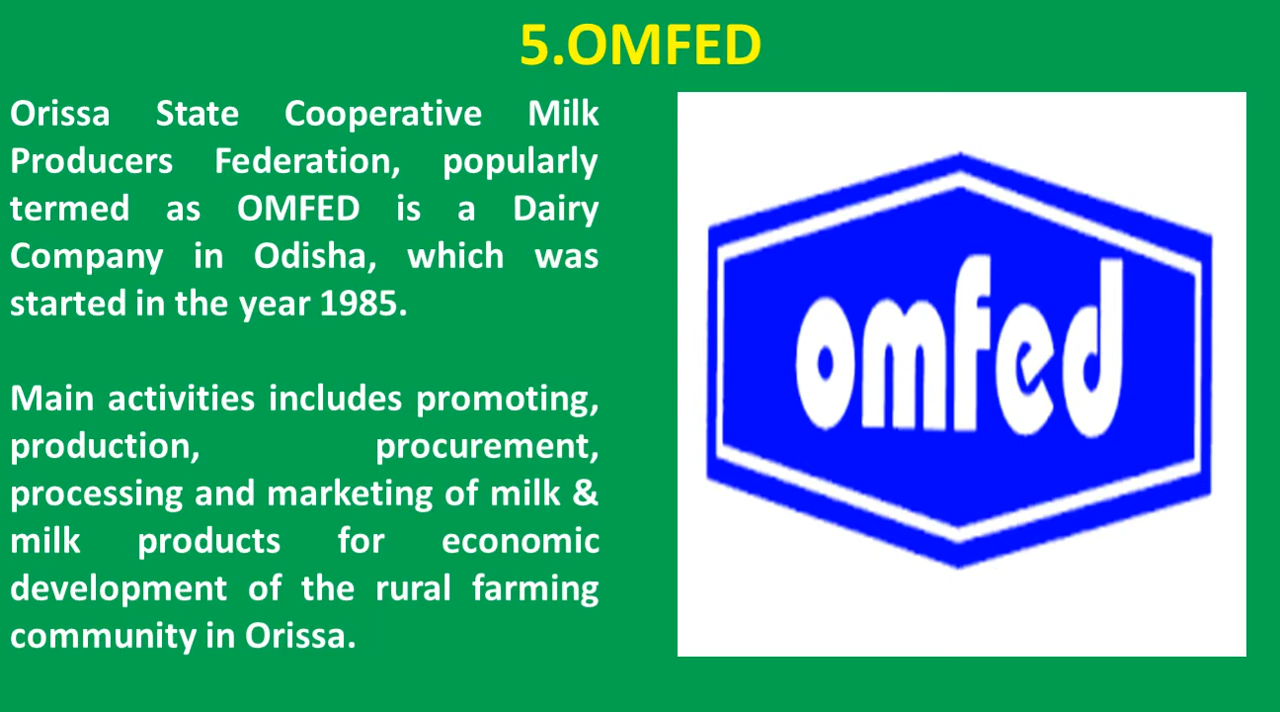 5.OMFED
Orissa State Cooperative Milk
Producers Federation, popularly
termed as OMFED is a Dairy
Company in Odisha, which was
started in the year 1985.
Main activities includes promoting,
production, procurement,
processing and marketing of milk &
milk products for economic
development of the rural farming
community in Orissa.
omfed